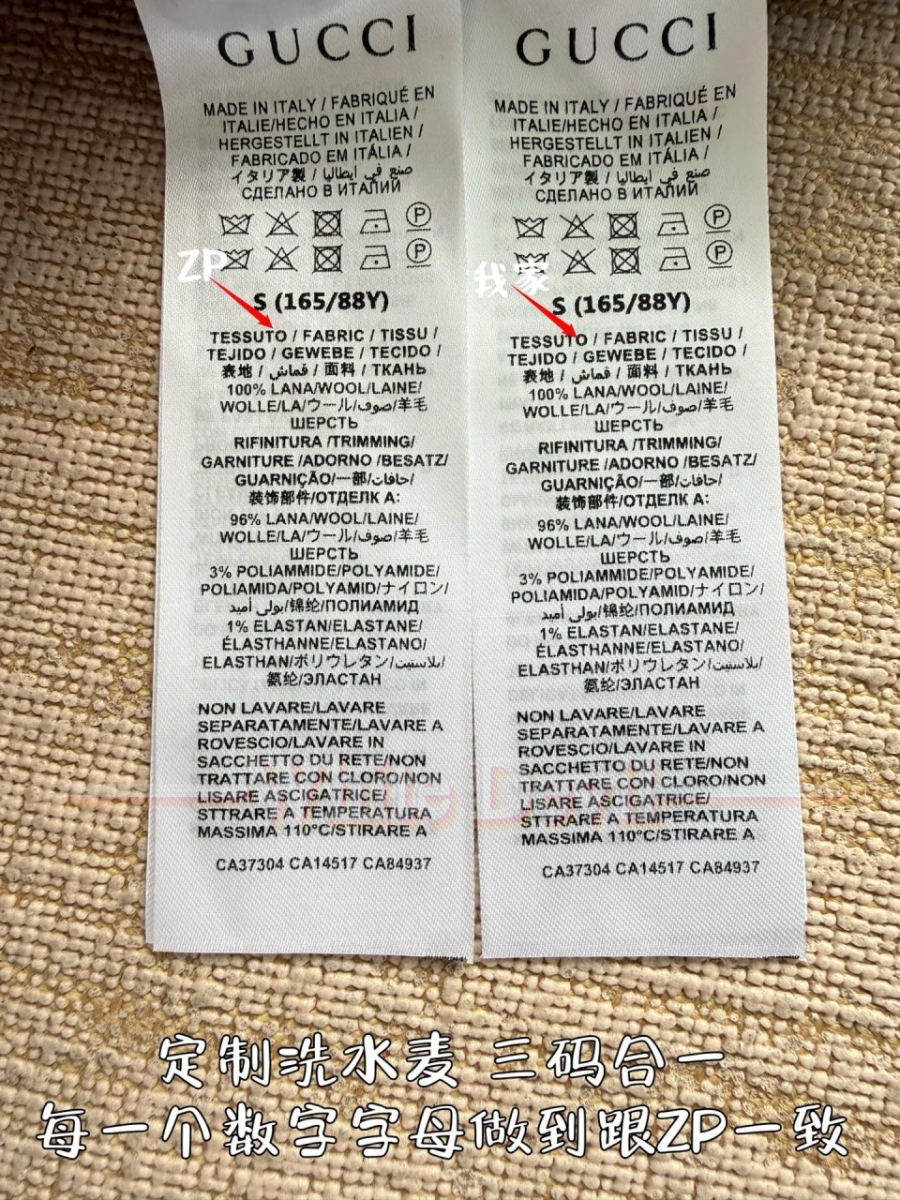 GUCCI
MADE IN ITALY / FABRIQUÉ EN
ITALIE/HECHO EN ITALIA /
HERGESTELLT IN ITALIEN /
FABRICADO EM ITÁLIA /
イタリア製 / صنع في ايطاليا /
СДЕЛАНО В ИТАЛИИ
P
P
ZP
S (165/88Y)
TESSUTO / FABRIC / TISSU /
TEJIDO / GEWEBE / TECIDO /
表地 / قماش / 面料 / ТКАНЬ
100% LANA/WOOL/LAINE/
WOLLE/LA/ウール/صوف/羊毛
ШЕРСТЬ
RIFINITURA /TRIMMING/
GARNITURE /ADORNO /BESATZ/
GUARNIÇÃO/一部/حافات/
装饰部件/ОТДЕЛК А:
96% LANA/WOOL/LAINE/
WOLLE/LA/ウール/صوف/羊毛
ШЕРСТЬ
3% POLIAMMIDE/POLYAMIDE/
POLIAMIDA/POLYAMID/ナイロン/
بولي أميد/锦纶/ПОЛИАМИД
1% ELASTAN/ELASTANE/
ÉLASTHANNE/ELASTANO/
ELASTHAN/ポリウレタン/بلاستيت/
氨纶/ЭЛАСТАН
NON LAVARE/LAVARE
SEPARATAMENTE/LAVARE A
ROVESCIO/LAVARE IN
SACCHETTO DU RETE/NON
TRATTARE CON CLORO/NON
LISARE ASCIGATRICE/
STTRARE A TEMPERATURA
MASSIMA 110°C/STIRARE A
CA37304 CA14517 CA84937
GUCCI
MADE IN ITALY / FABRIQUÉ EN
ITALIE/HECHO EN ITALIA /
HERGESTELLT IN ITALIEN /
FABRICADO EM ITÁLIA /
イタリア製 / صنع في ايطاليا /
СДЕЛАНО В ИТАЛИИ
P
P
我家
S (165/88Y)
TESSUTO / FABRIC / TISSU /
TEJIDO / GEWEBE / TECIDO /
表地 / قماش / 面料 / ТКАНЬ
100% LANA/WOOL/LAINE/
WOLLE/LA/ウール/صوف/羊毛
ШЕРСТЬ
RIFINITURA /TRIMMING/
GARNITURE /ADORNO /BESATZ/
GUARNIÇÃO/一部/حافات/
装饰部件/ОТДЕЛК А:
96% LANA/WOOL/LAINE/
WOLLE/LA/ウール/صوف/羊毛
ШЕРСТЬ
3% POLIAMMIDE/POLYAMIDE/
POLIAMIDA/POLYAMID/ナイロン/
بولي أميد/锦纶/ПОЛИАМИД
1% ELASTAN/ELASTANE/
ÉLASTHANNE/ELASTANO/
ELASTHAN/ポリウレタン/بلاستيت/
氨纶/ЭЛАСТАН
NON LAVARE/LAVARE
SEPARATAMENTE/LAVARE A
ROVESCIO/LAVARE IN
SACCHETTO DU RETE/NON
TRATTARE CON CLORO/NON
LISARE ASCIGATRICE/
STTRARE A TEMPERATURA
MASSIMA 110°C/STIRARE A
CA37304 CA14517 CA84937
定制洗水麦 三码合一
每一个数字字母做到跟ZP一致